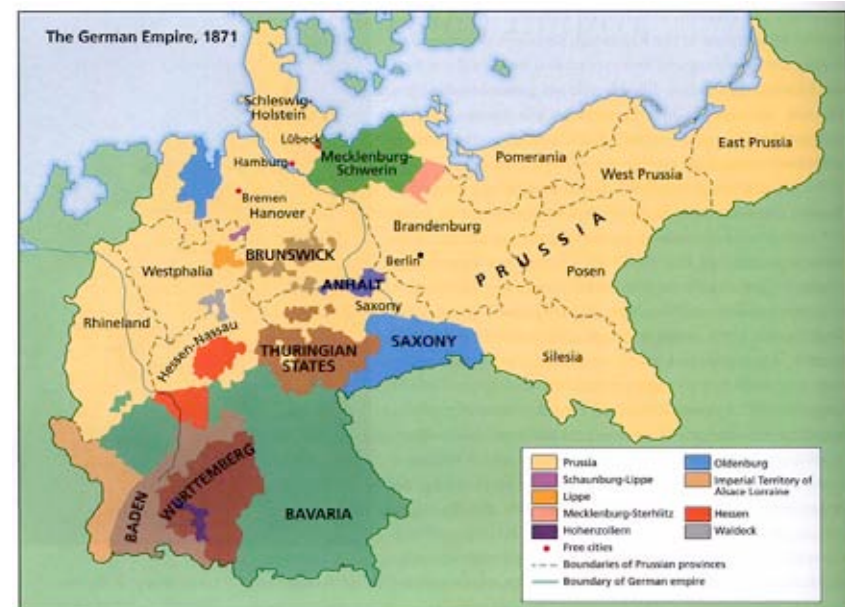 The German Empire, 1871
Schleswig-
Holstein
Lübeck
Hamburg
Mecklenburg-
Schwerin
Bremen
Hanover
Pomerania
West Prussia
East Prussia
Brandenburg
Berlin
PRUSSIA
Posen
Westphalia
BRUNSWICK
ANHALT
Saxony
Rhineland
Hessen-Nassau
THURINGIAN
STATES
SAXONY
Silesia
BADEN
WURTTEMBERG
BAVARIA
Prussia
Schaunburg-Lippe
Lippe
Mecklenburg-Sterhlitz
Hohenzollern
Free cities
Boundaries of Prussian provinces
Boundary of German empire
Oldenburg
Imperial Territory of
Alsace Lorraine
Hessen
Waldeck